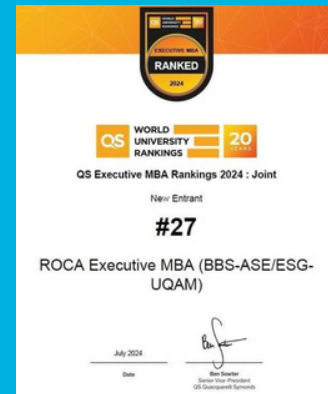 WORLD
UNIVERSITY
RANKINGS
EXECUTIVE MBA
RANKED
2024
QS
WORLD
UNIVERSITY
RANKINGS
20
YEARS
QS Executive MBA Rankings 2024 : Joint
New Entrant
#27
ROCA Executive MBA (BBS-ASE/ESG-
UQAM)
July 2024
Date
Ben Sowter
Senior Vice-President
QS Quacquarelli Symonds